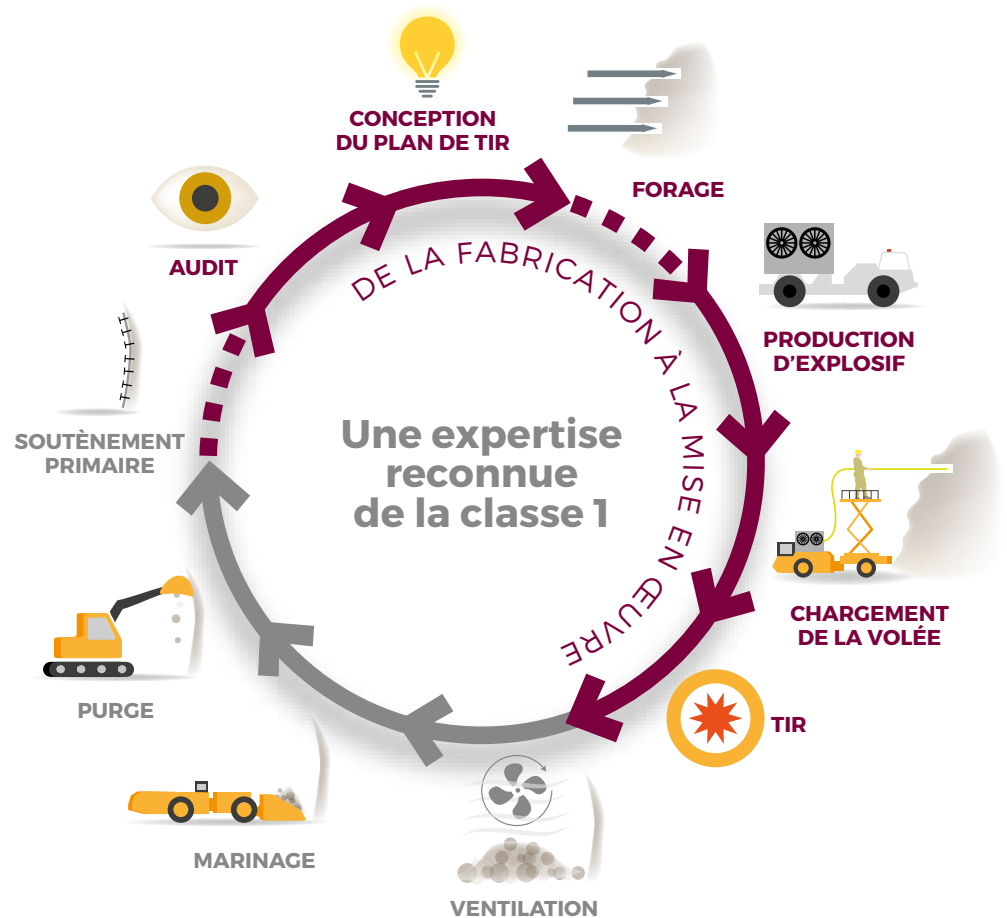 CONCEPTION
DU PLAN DE TIR
FORAGE
AUDIT
DE LA FABRICATION À LA MISE EN ŒUVRE
PRODUCTION
D'EXPLOSIF
SOUTÈNEMENT
PRIMAIRE
Une expertise
reconnue
de la classe 1
CHARGEMENT
DE LA VOLÉE
PURGE
TIR
MARINAGE
VENTILATION